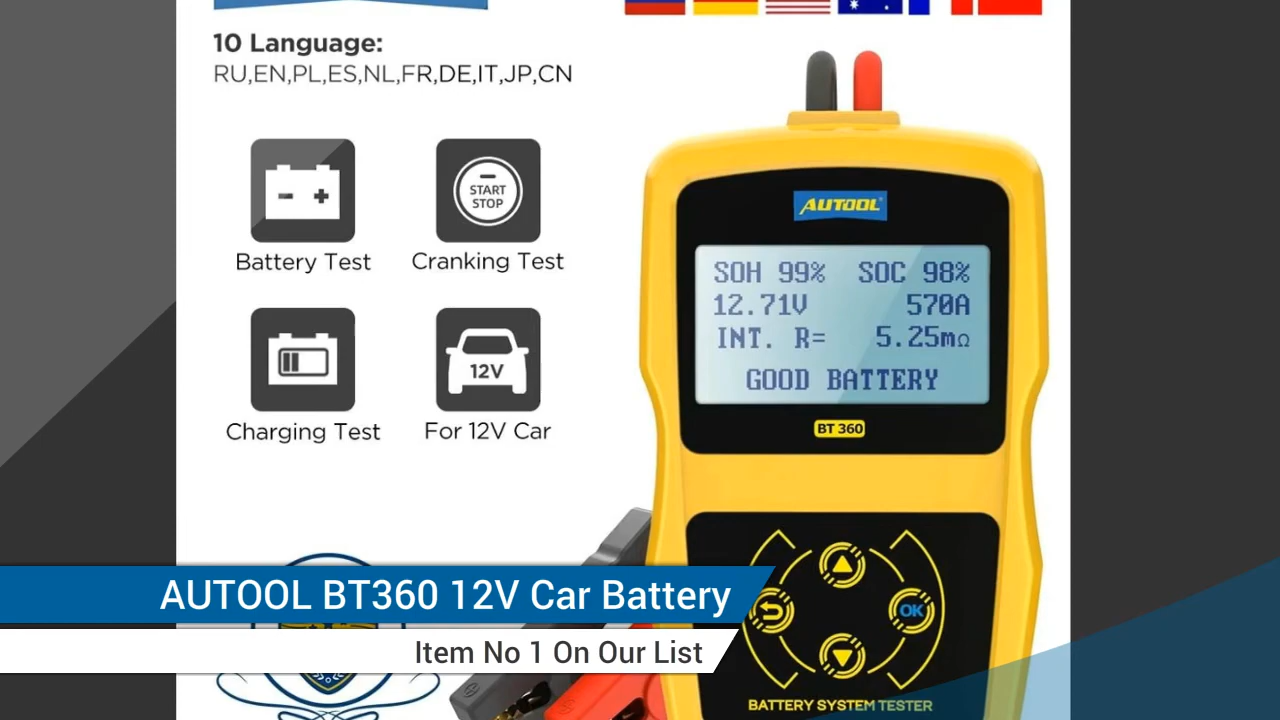 10 Language:
RU,EN,PL,ES,NL,FR,DE,IT,JP,CN
START
STOP
Battery Test
Cranking Test
12V
Charging Test
For 12V Car
AUTOOL
SOH 99% SOC 98%
12.71V 570A
INT. R= 5.25mΩ
GOOD BATTERY
BT 360
OK
BATTERY SYSTEM TESTER
AUTOOL BT360 12V Car Battery
Item No 1 On Our List